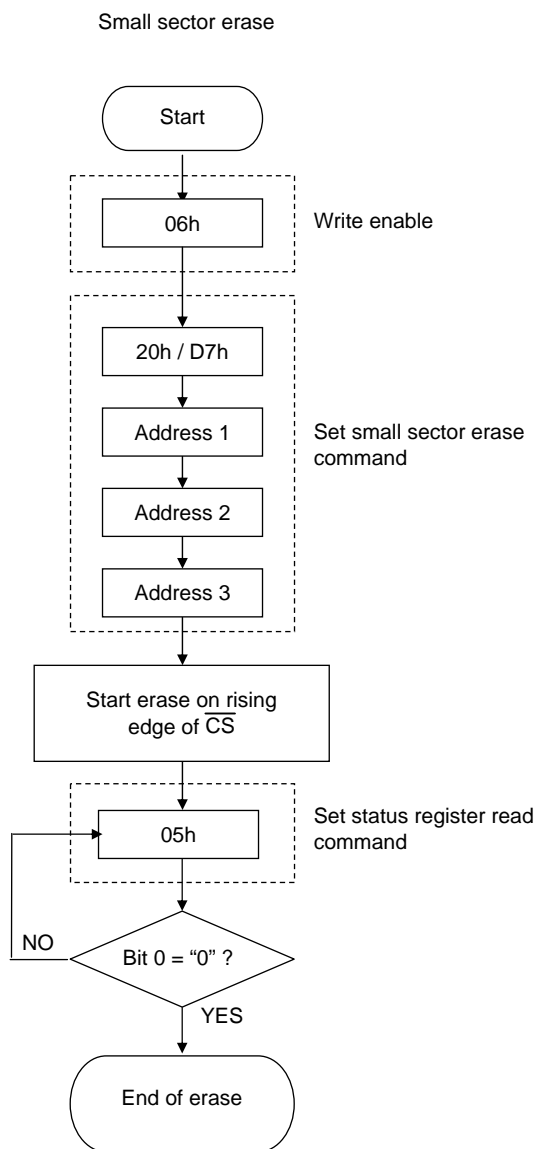 Small sector erase
Start
06h
Write enable
20h / D7h
Address 1
Set small sector erase
command
Address 2
Address 3
Start erase on rising
edge of C̅S̅
Set status register read
command
05h
NO
Bit 0 = “0” ?
YES
End of erase